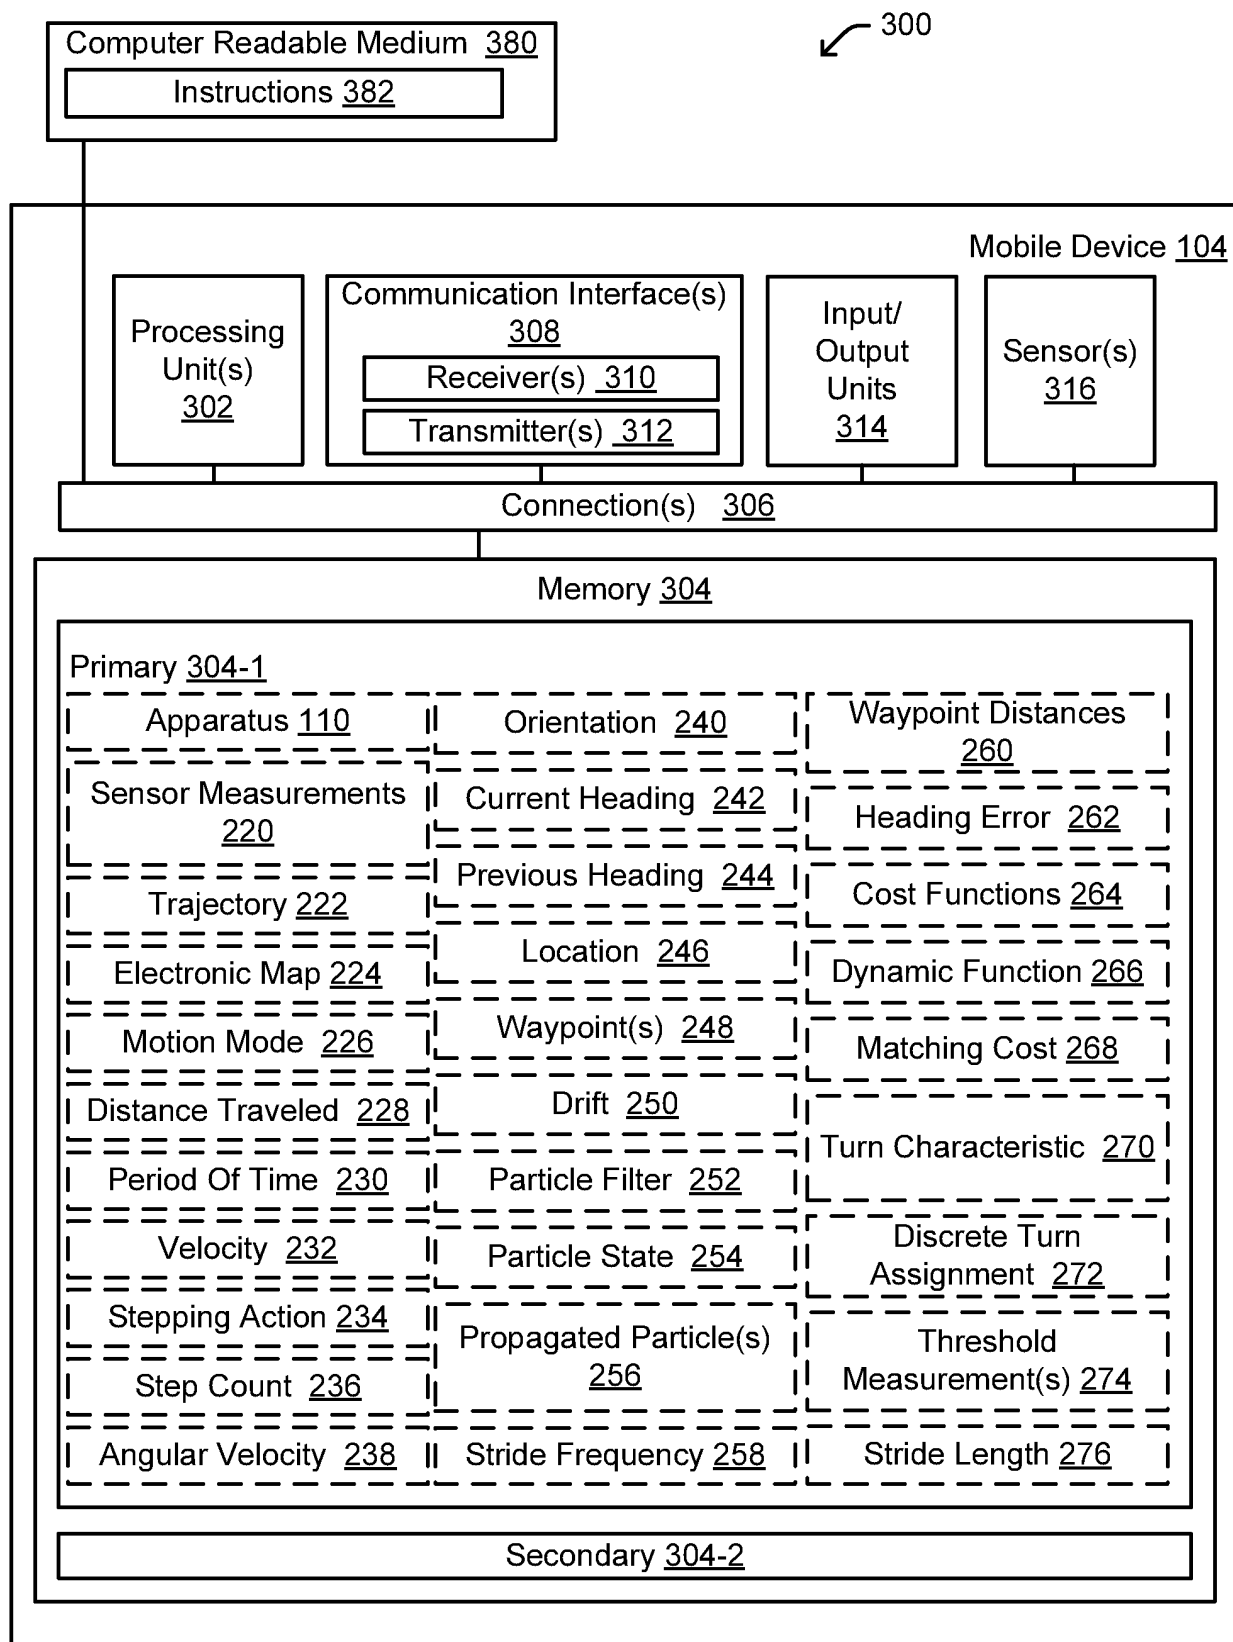 300
Computer Readable Medium 380
Instructions 382
Mobile Device 104
Processing
Unit(s)
302
Communication Interface(s)
308
Receiver(s) 310
Transmitter(s) 312
Input/
Output
Units
314
Sensor(s)
316
Connection(s) 306
Memory 304
Primary 304-1
Apparatus 110
Sensor Measurements
220
Trajectory 222
Electronic Map 224
Motion Mode 226
Distance Traveled 228
Period Of Time 230
Velocity 232
Stepping Action 234
Step Count 236
Angular Velocity 238
Orientation 240
Current Heading 242
Previous Heading 244
Location 246
Waypoint(s) 248
Drift 250
Particle Filter 252
Particle State 254
Propagated Particle(s)
256
Stride Frequency 258
Waypoint Distances
260
Heading Error 262
Cost Functions 264
Dynamic Function 266
Matching Cost 268
Turn Characteristic 270
Discrete Turn
Assignment 272
Threshold
Measurement(s) 274
Stride Length 276
Secondary 304-2